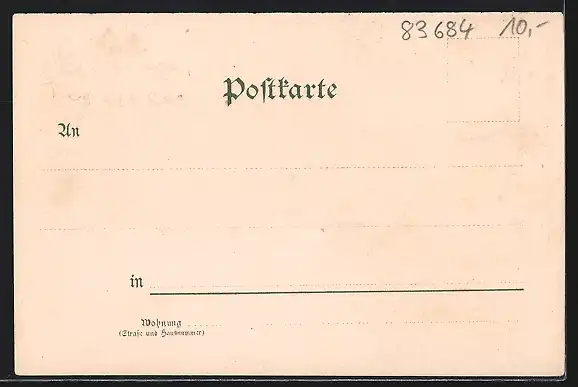 83684 10,-
Postkarte
An
in
Wohnung
(Straße und Hausnummer)